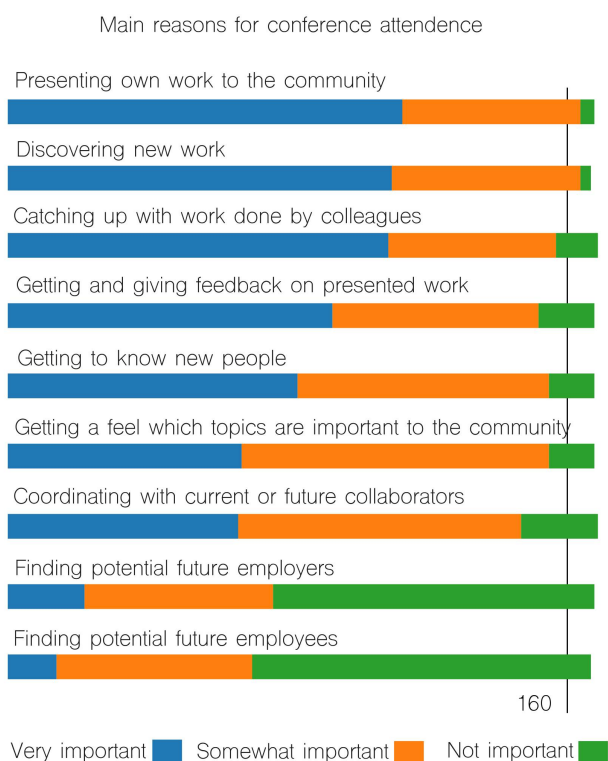 Main reasons for conference attendence
Presenting own work to the community
Discovering new work
Catching up with work done by colleagues
Getting and giving feedback on presented work
Getting to know new people
Getting a feel which topics are important to the community
Coordinating with current or future collaborators
Finding potential future employers
Finding potential future employees
160
Very important Somewhat important Not important